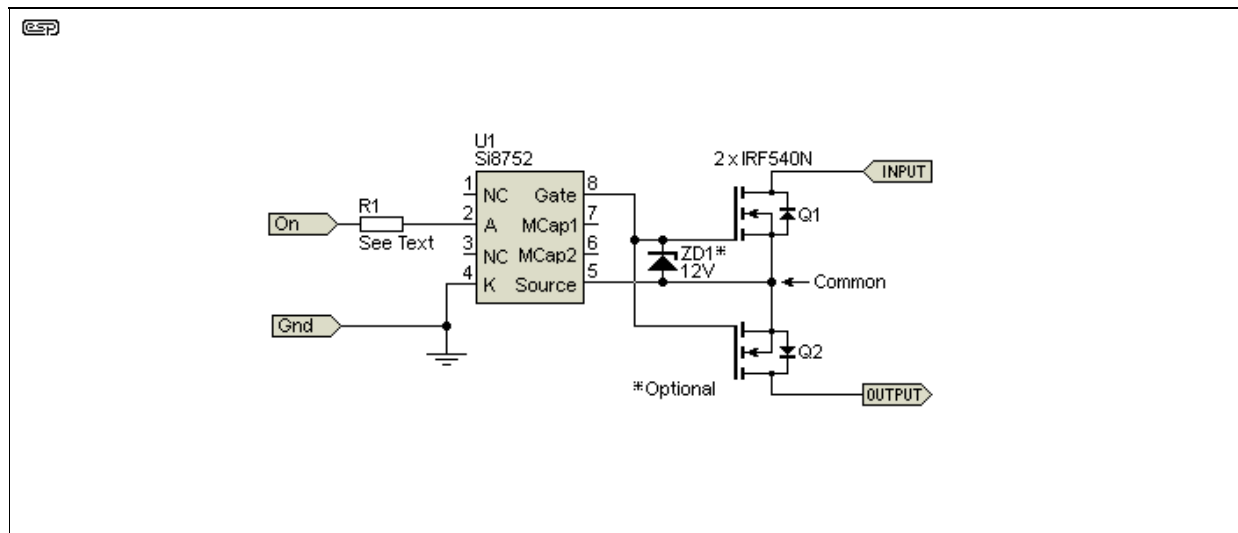 esp
U1
Si8752
2 x IRF540N
INPUT
1 NC Gate 8
R1
On
See Text
2 A MCap1 7
Q1
3 NC MCap2 6
ZD1*
12V
4 K Source 5
Common
Gnd
Q2
*Optional
OUTPUT